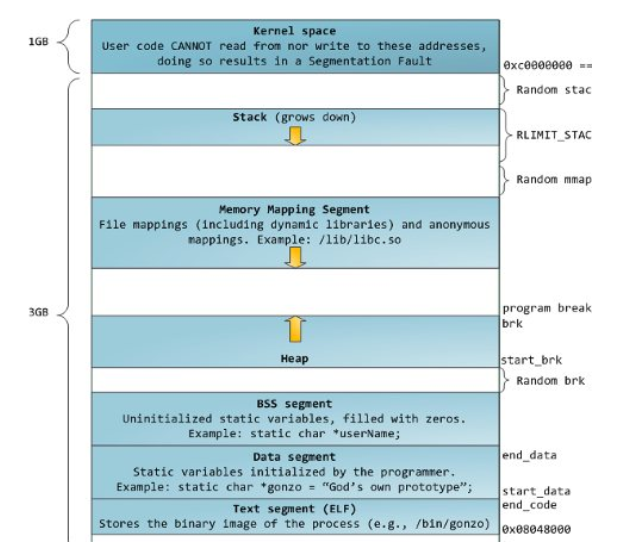 1GB
Kernel space
User code CANNOT read from nor write to these addresses,
doing so results in a Segmentation Fault
0xc0000000 ==
Random stac
Stack (grows down)
RLIMIT_STAC
Random mmap
Memory Mapping Segment
File mappings (including dynamic libraries) and anonymous
mappings. Example: /lib/libc.so
3GB
program break
brk
Heap
start_brk
Random brk
BSS segment
Uninitialized static variables, filled with zeros.
Example: static char *userName;
Data segment
Static variables initialized by the programmer.
Example: static char *gonzo = “God’s own prototype”;
end_data
start_data
Text segment (ELF)
Stores the binary image of the process (e.g., /bin/gonzo)
end_code
0x08048000